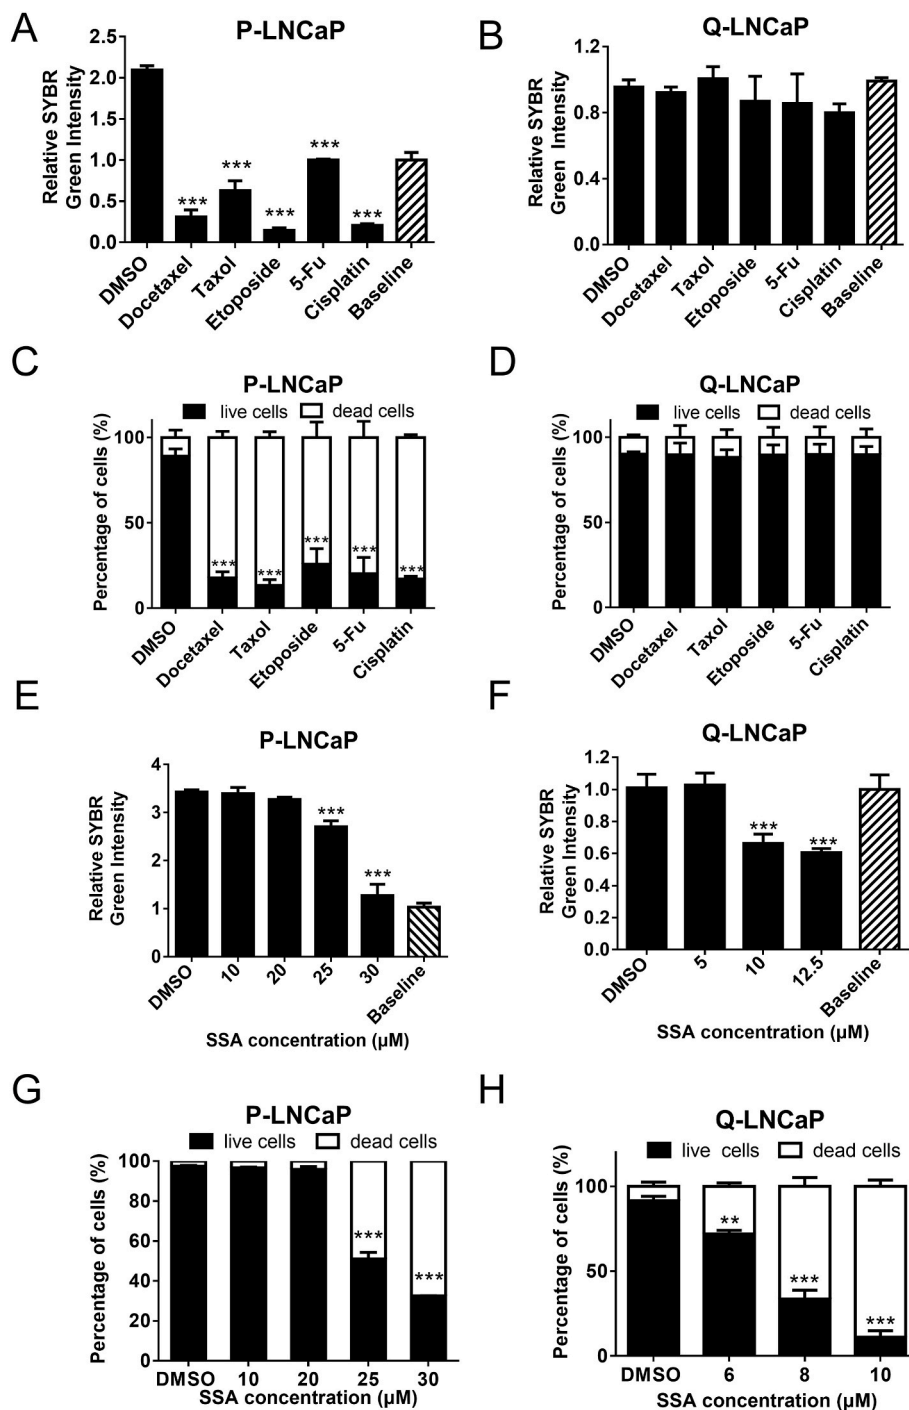 A
P-LNCaP
Relative SYBR
Green Intensity
2.5
2.0
1.5
1.0
0.5
0.0
***
***
***
***
***
DMSO
Docetaxel
Taxol
Etoposide
5-Fu
Cisplatin
Baseline
B
Q-LNCaP
Relative SYBR
Green Intensity
1.2
0.8
0.4
0.0
DMSO
Docetaxel
Taxol
Etoposide
5-Fu
Cisplatin
Baseline
C
P-LNCaP
live cells dead cells
Percentage of cells (%)
100
50
0
***
***
***
***
***
DMSO
Docetaxel
Taxol
Etoposide
5-Fu
Cisplatin
D
Q-LNCaP
live cells dead cells
Percentage of cells (%)
100
50
0
DMSO
Docetaxel
Taxol
Etoposide
5-Fu
Cisplatin
E
P-LNCaP
Relative SYBR
Green Intensity
4
3
2
1
0
***
***
DMSO
10
20
25
30
Baseline
SSA concentration (µM)
F
Q-LNCaP
Relative SYBR
Green Intensity
1.2
1.0
0.8
0.6
0.4
0.2
0.0
***
***
DMSO
5
10
12.5
Baseline
SSA concentration (µM)
G
P-LNCaP
live cells dead cells
Percentage of cells (%)
100
80
60
40
20
0
***
***
DMSO 10 20 25 30
SSA concentration (µM)
H
Q-LNCaP
live cells dead cells
Percentage of cells (%)
100
50
0
**
***
***
DMSO 6 8 10
SSA concentration (µM)